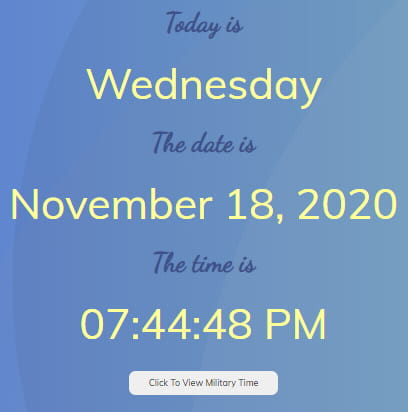 Today is
Wednesday
The date is
November 18, 2020
The time is
07:44:48 PM
Click To View Military Time